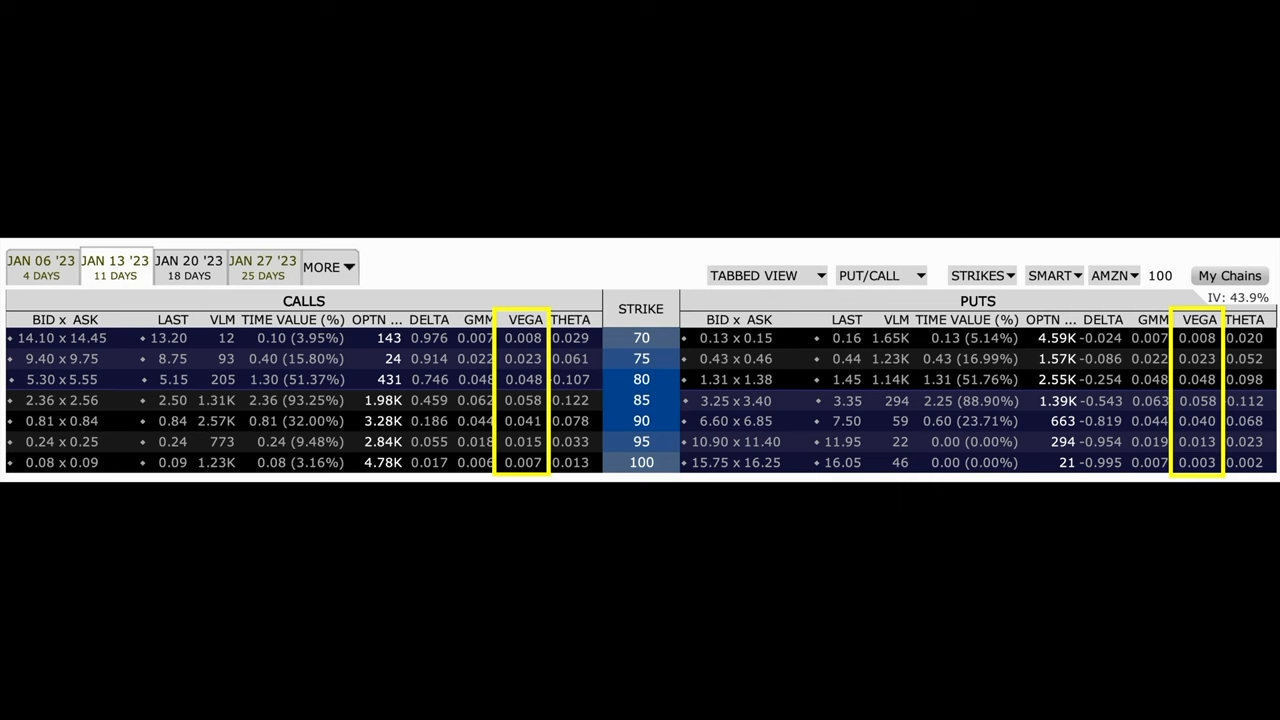 JAN 06 '23 JAN 13 '23 JAN 20 '23 JAN 27 '23 MORE
4 DAYS 11 DAYS 18 DAYS 25 DAYS
TABBED VIEW PUT/CALL STRIKES SMART AMZN 100 My Chains
IV: 43.9%
CALLS STRIKE PUTS
BID x ASK LAST VLM TIME VALUE (%) OPTN ... DELTA GMM VEGA THETA BID x ASK LAST VLM TIME VALUE (%) OPTN ... DELTA GMM VEGA THETA
14.10 x 14.45 13.20 12 0.10 (3.95%) 143 0.976 0.007 0.008 0.029 70 0.13 x 0.15 0.16 1.65K 0.13 (5.14%) 4.59K -0.024 0.007 0.008 0.020
9.40 x 9.75 8.75 93 0.40 (15.80%) 24 0.914 0.022 0.023 0.061 75 0.43 x 0.46 0.44 1.23K 0.43 (16.99%) 1.57K -0.086 0.022 0.023 0.052
5.30 x 5.55 5.15 205 1.30 (51.37%) 431 0.746 0.048 0.048 0.107 80 1.31 x 1.38 1.45 1.14K 1.31 (51.76%) 2.55K -0.254 0.048 0.048 0.098
2.36 x 2.56 2.50 1.31K 2.36 (93.25%) 1.98K 0.459 0.062 0.058 0.122 85 3.25 x 3.40 3.35 294 2.25 (88.90%) 1.39K -0.543 0.063 0.058 0.112
0.81 x 0.84 0.84 2.57K 0.81 (32.00%) 3.28K 0.186 0.044 0.041 0.078 90 6.60 x 6.85 7.50 59 0.60 (23.71%) 663 -0.819 0.044 0.040 0.068
0.24 x 0.25 0.24 773 0.24 (9.48%) 2.84K 0.055 0.018 0.015 0.033 95 10.90 x 11.40 11.95 22 0.00 (0.00%) 294 -0.954 0.019 0.013 0.023
0.08 x 0.09 0.09 1.23K 0.08 (3.16%) 4.78K 0.017 0.006 0.007 0.013 100 15.75 x 16.25 16.05 46 0.00 (0.00%) 21 -0.995 0.007 0.003 0.002